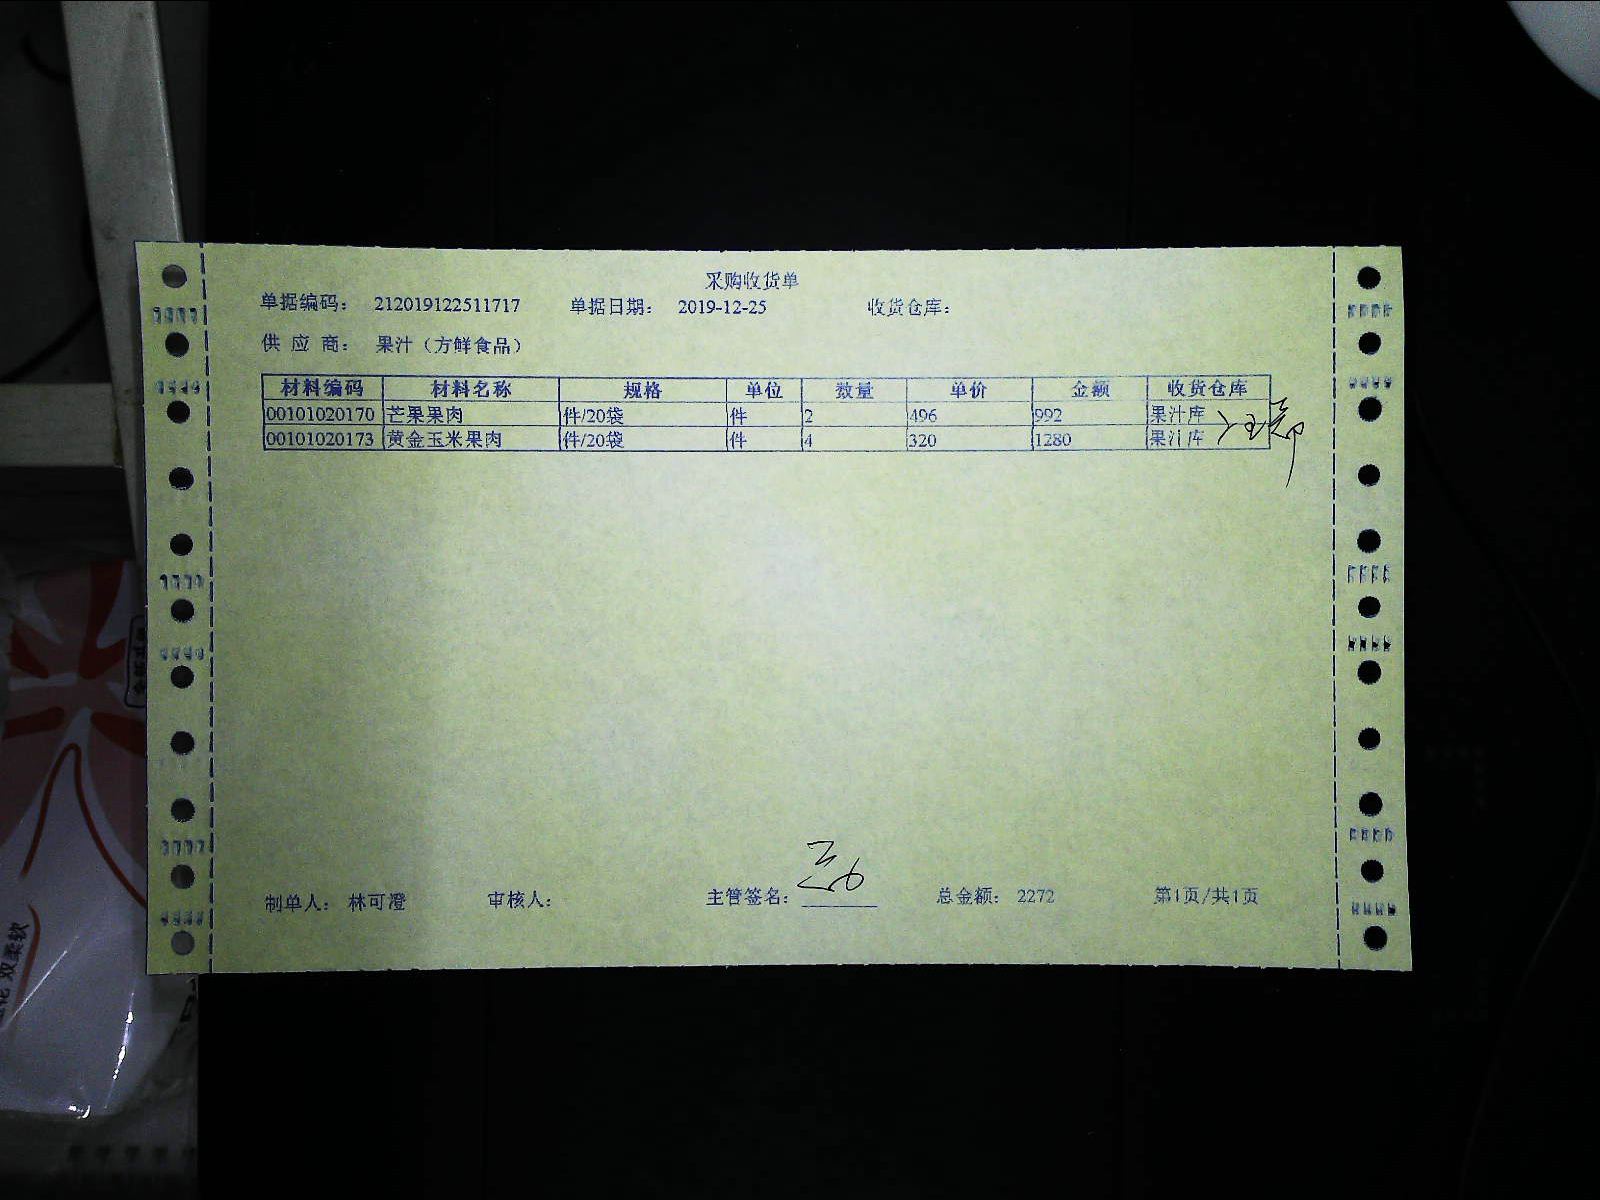 采购收货单
单据编码： 212019122511717 单据日期： 2019-12-25 收货仓库：
供 应 商： 果汁（方鲜食品）
材料编码 材料名称 规格 单位 数量 单价 金额 收货仓库
00101020170 芒果果肉 件/20袋 件 2 496 992 果汁库
00101020173 黄金玉米果肉 件/20袋 件 4 320 1280 果汁库
制单人： 林可澄 审核人： 主管签名： 总金额： 2272 第1页/共1页
双柔软